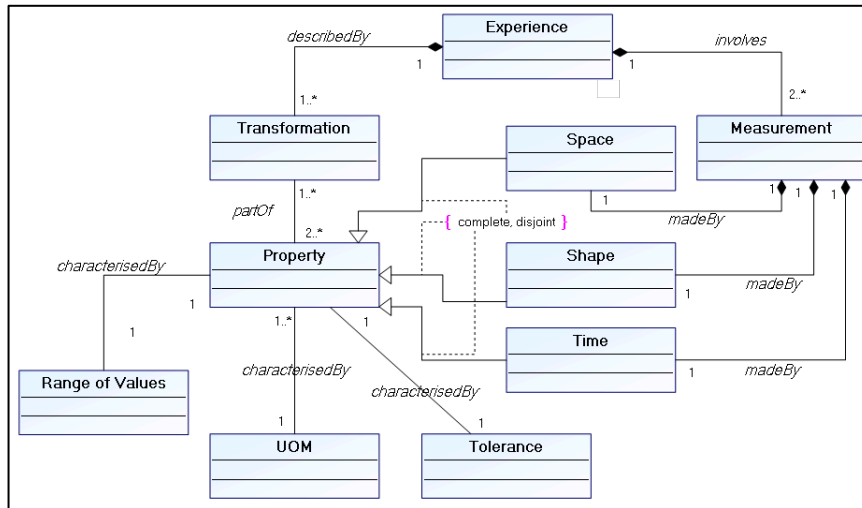 Experience
describedBy
involves
1
1
1..*
2..*
Transformation
Space
Measurement
1..*
1
1
1
1
partOf
madeBy
{ complete, disjoint }
2..*
Property
Shape
characterisedBy
madeBy
1
1
1..*
1
Time
1
1
madeBy
Range of Values
characterisedBy
characterisedBy
1
1
UOM
Tolerance